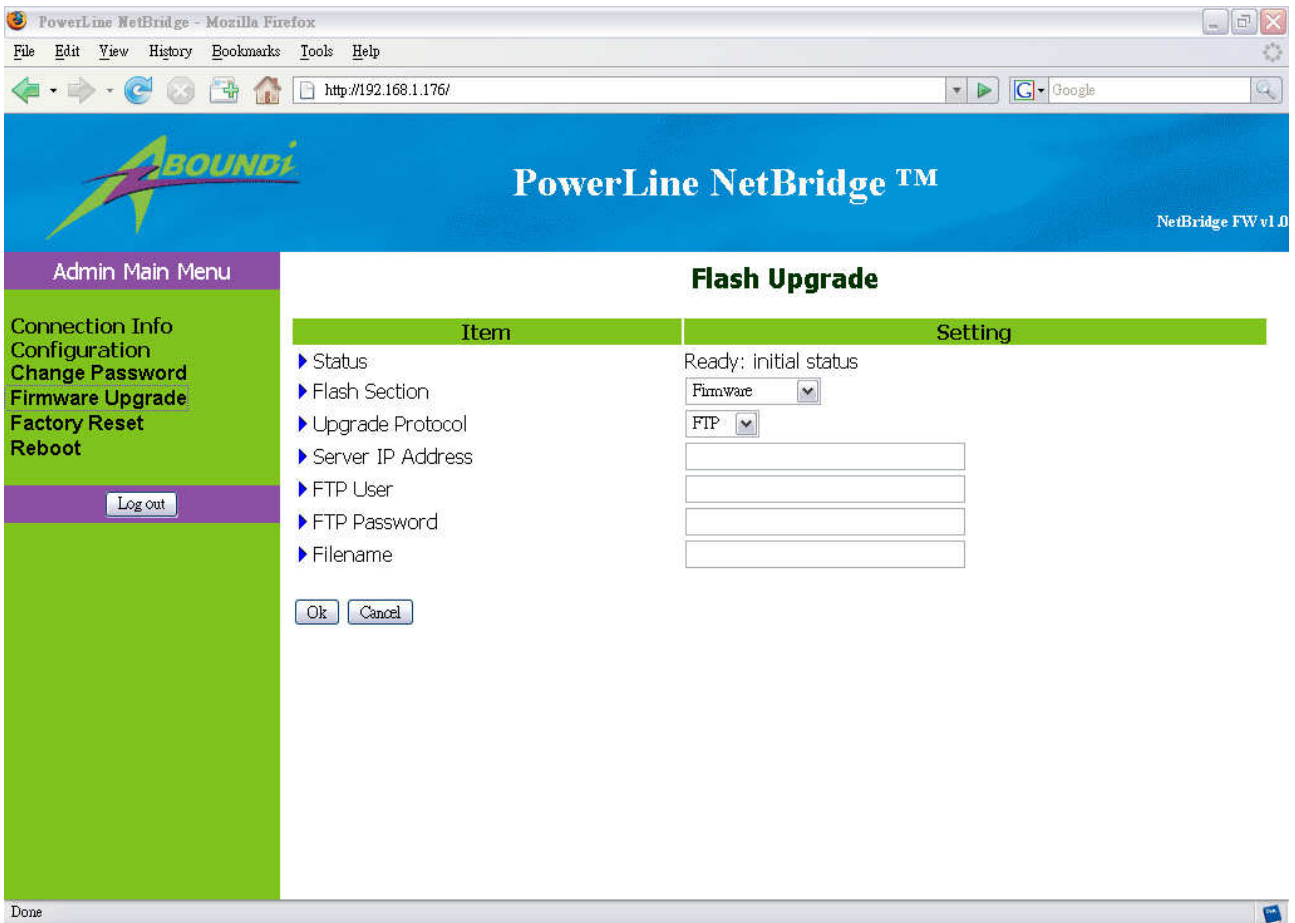 PowerLine NetBridge - Mozilla Firefox
File Edit View History Bookmarks Tools Help
http://192.168.1.176/
G Google
ABOUNDi
PowerLine NetBridge ™
NetBridge FW v1.0
Admin Main Menu
Connection Info
Configuration
Change Password
Firmware Upgrade
Factory Reset
Reboot
Log out
Flash Upgrade
Item Setting
Status Ready: initial status
Flash Section Firmware
Upgrade Protocol FTP
Server IP Address
FTP User
FTP Password
Filename
Ok Cancel
Done